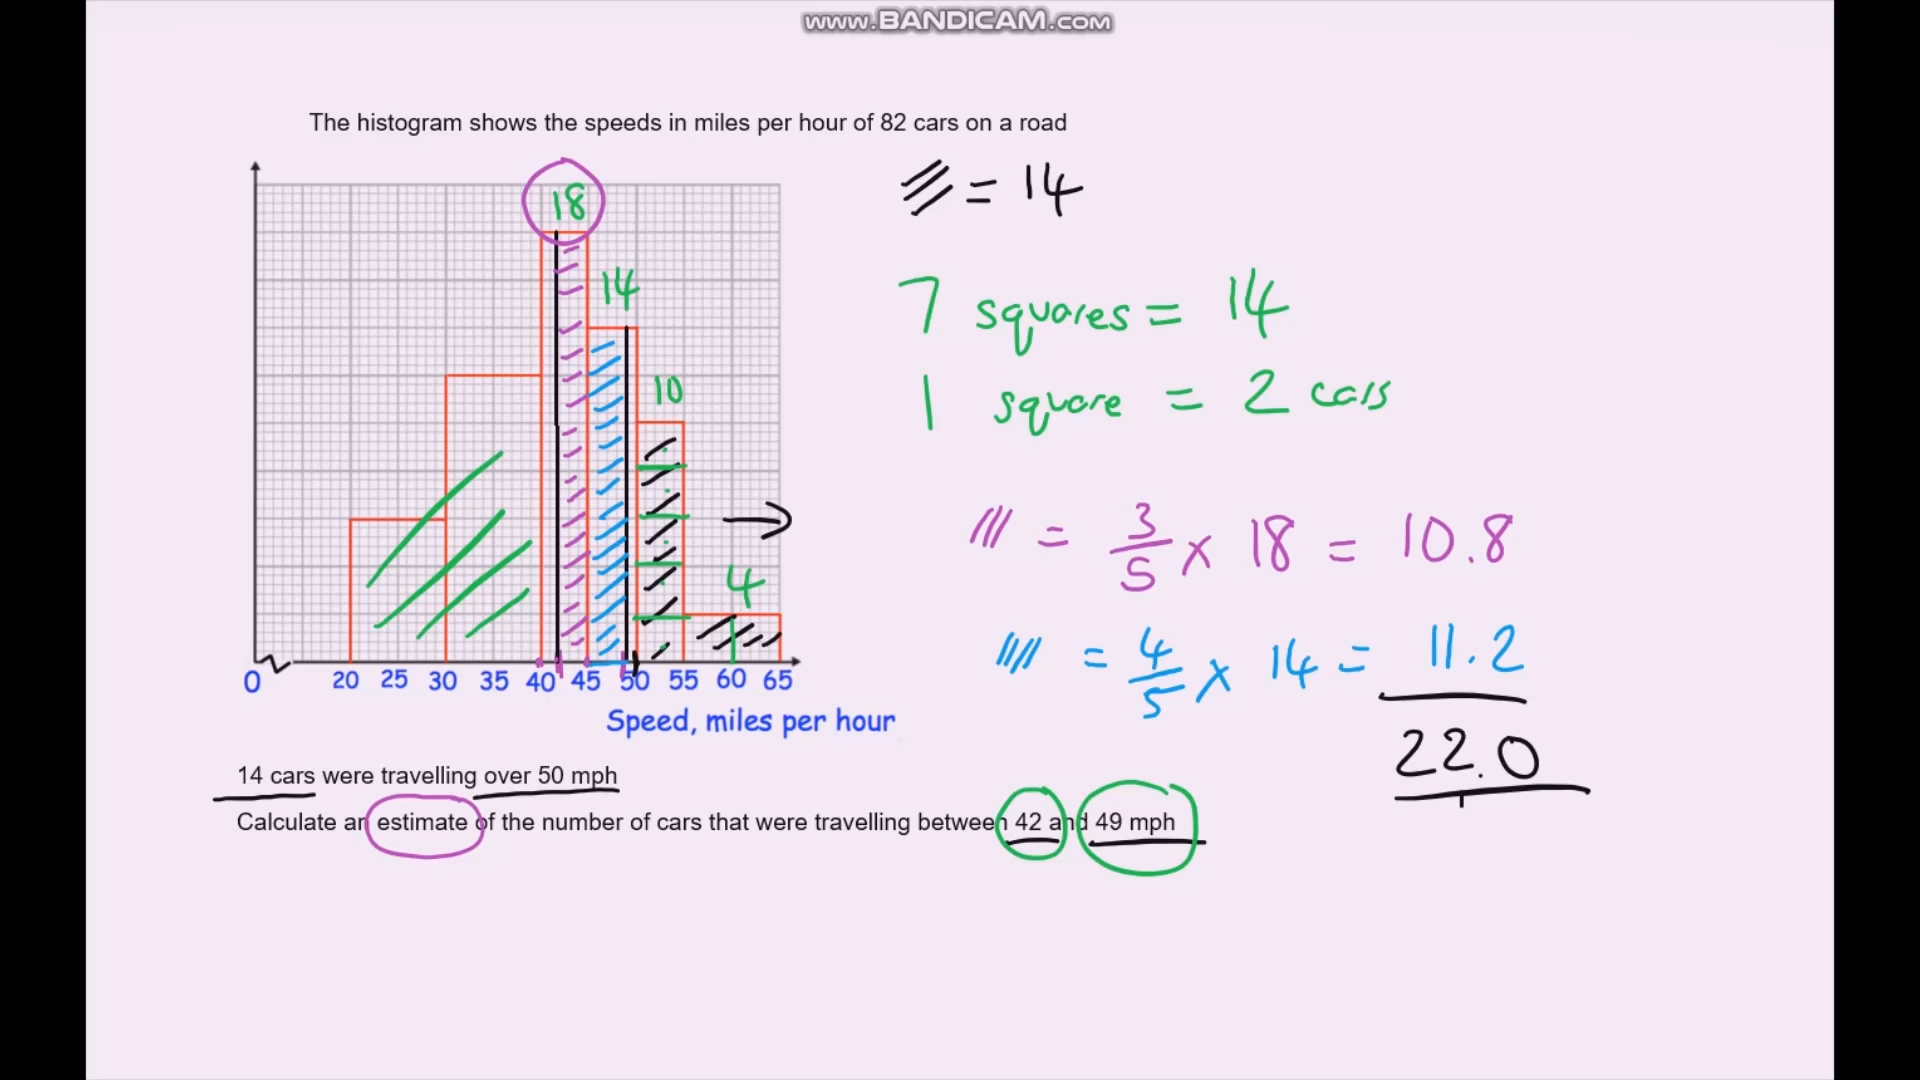 www.BANDICAM.com
The histogram shows the speeds in miles per hour of 82 cars on a road
18
14
10
4
0 20 25 30 35 40 45 50 55 60 65
Speed, miles per hour
= 14
7 squares = 14
1 square = 2 cars
= 3/5 x 18 = 10.8
= 4/5 x 14 = 11.2
22.0
14 cars were travelling over 50 mph
Calculate an estimate of the number of cars that were travelling between 42 and 49 mph